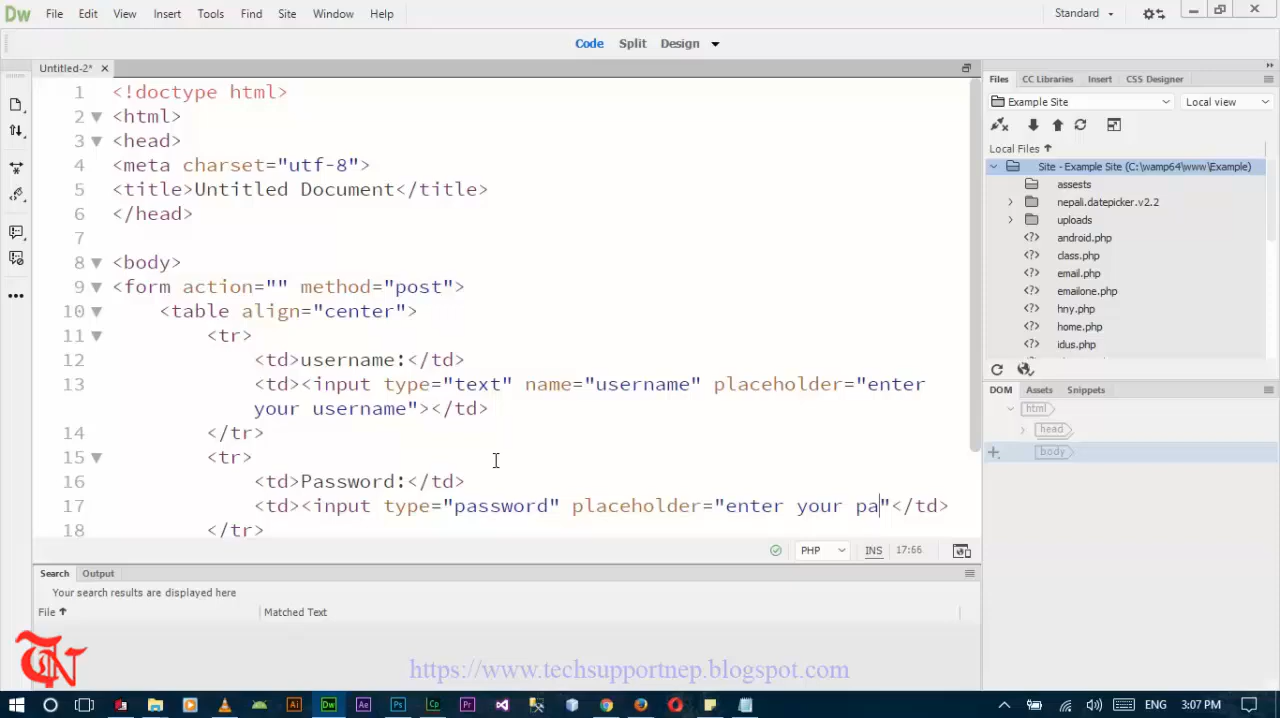 Dw File Edit View Insert Tools Find Site Window Help Standard
Code Split Design
Untitled-2*
1 <!doctype html>
2 <html>
3 <head>
4 <meta charset="utf-8">
5 <title>Untitled Document</title>
6 </head>
7
8 <body>
9 <form action="" method="post">
10 <table align="center">
11 <tr>
12 <td>username:</td>
13 <td><input type="text" name="username" placeholder="enter
your username"></td>
14 </tr>
15 <tr>
16 <td>Password:</td>
17 <td><input type="password" placeholder="enter your pa"</td>
18 </tr>
PHP INS 17:66
Search Output
Your search results are displayed here
File Matched Text
Files CC Libraries Insert CSS Designer
Example Site Local view
Local Files
Site - Example Site (C:\wamp64\www\Example)
assests
nepali.datepicker.v2.2
uploads
android.php
class.php
email.php
emailone.php
hny.php
home.php
idus.php
DOM Assets Snippets
html
head
body
TN
https://www.techsupportnep.blogspot.com
Dw Ai Ae Ps Cp Pr ENG 3:07 PM